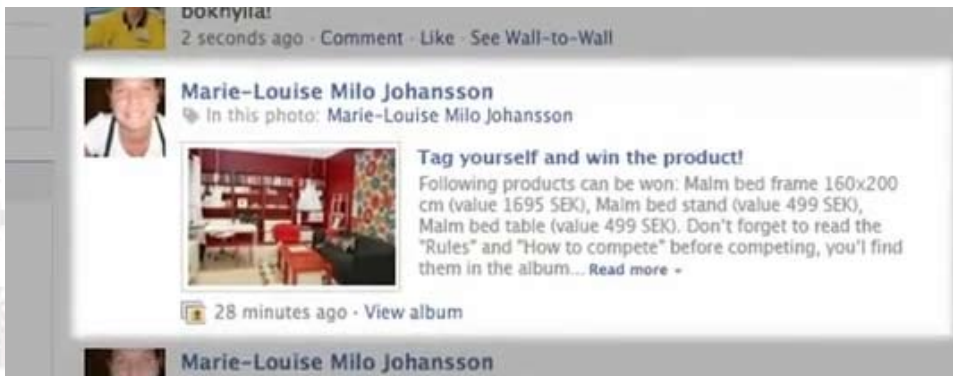 bokhylla!
2 seconds ago · Comment · Like · See Wall-to-Wall
Marie-Louise Milo Johansson
In this photo: Marie-Louise Milo Johansson
Tag yourself and win the product!
Following products can be won: Malm bed frame 160x200
cm (value 1695 SEK), Malm bed stand (value 499 SEK),
Malm bed table (value 499 SEK). Don't forget to read the
"Rules" and "How to compete" before competing, you'l find
them in the album... Read more
28 minutes ago · View album
Marie-Louise Milo Johansson